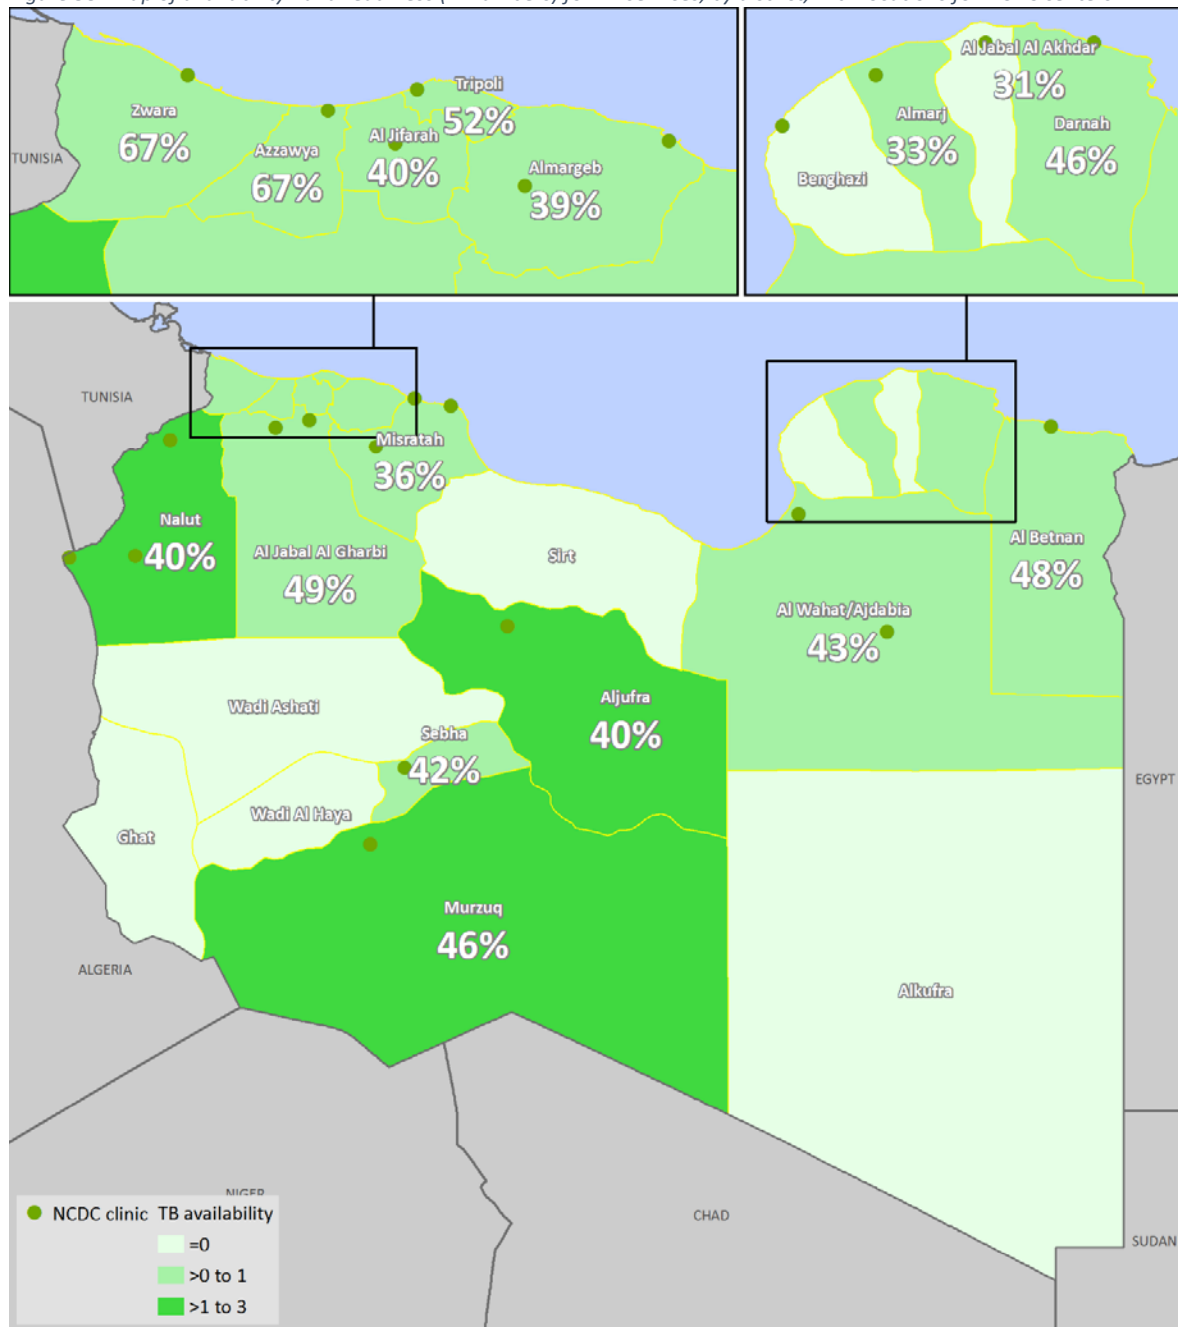 TUNISIA
Zwara
67%
Azzawya
67%
Al Jifarah
40%
Tripoli
52%
Almargeb
39%
Al Jabal Al Akhdar
31%
Almarj
33%
Darnah
46%
Benghazi
TUNISIA
Misratah
36%
Nalut
40%
Al Jabal Al Gharbi
49%
Sirt
Al Betnan
48%
Al Wahat/Ajdabia
43%
Wadi Ashati
Aljufra
40%
Sebha
42%
EGYPT
Wadi Al Haya
Ghat
Murzuq
46%
ALGERIA
Alkufra
NIGER
CHAD
SUDAN
NCDC clinic TB availability
=0
>0 to 1
>1 to 3